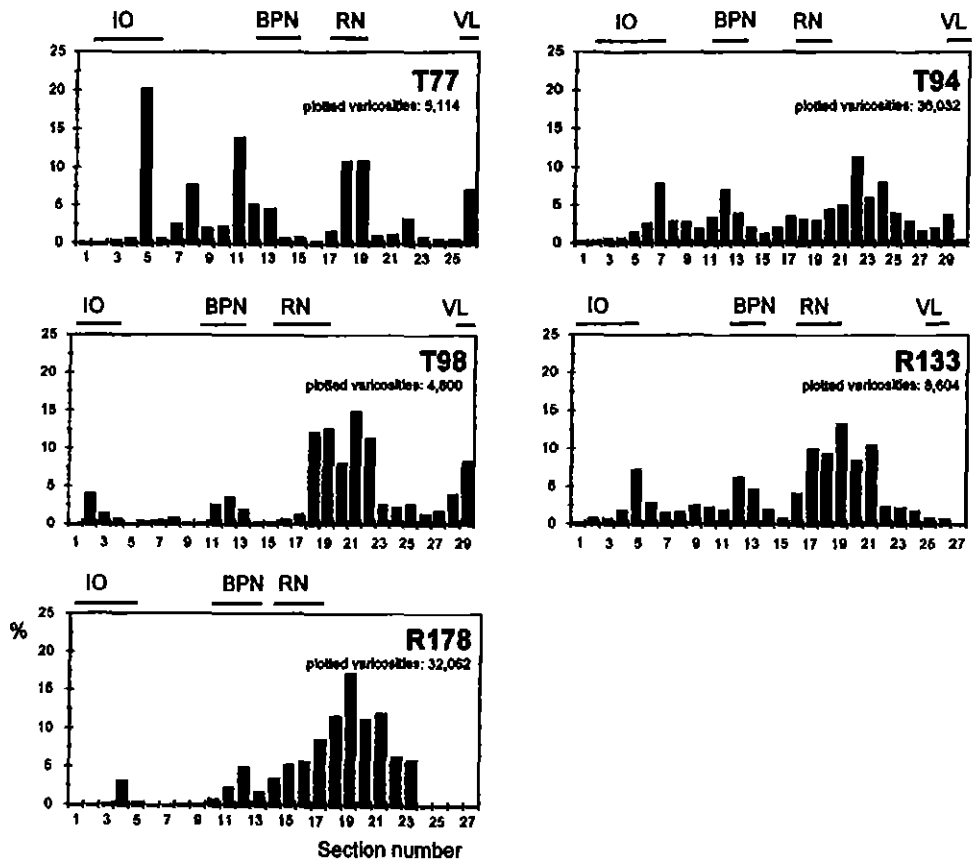 IO BPN RN VL
T77
plotted varicosities: 5,114
25
20
15
10
5
0
1 3 5 7 9 11 13 15 17 19 21 23 25
IO BPN RN VL
T94
plotted varicosities: 36,032
25
20
15
10
5
0
1 3 5 7 9 11 13 15 17 19 21 23 25 27 29
IO BPN RN VL
T98
plotted varicosities: 4,800
25
20
15
10
5
0
1 3 5 7 9 11 13 15 17 19 21 23 25 27 29
IO BPN RN VL
R133
plotted varicosities: 8,604
25
20
15
10
5
0
1 3 5 7 9 11 13 15 17 19 21 23 25 27
IO BPN RN
R178
plotted varicosities: 32,062
%
25
20
15
10
5
0
1 3 5 7 9 11 13 15 17 19 21 23 25 27
Section number